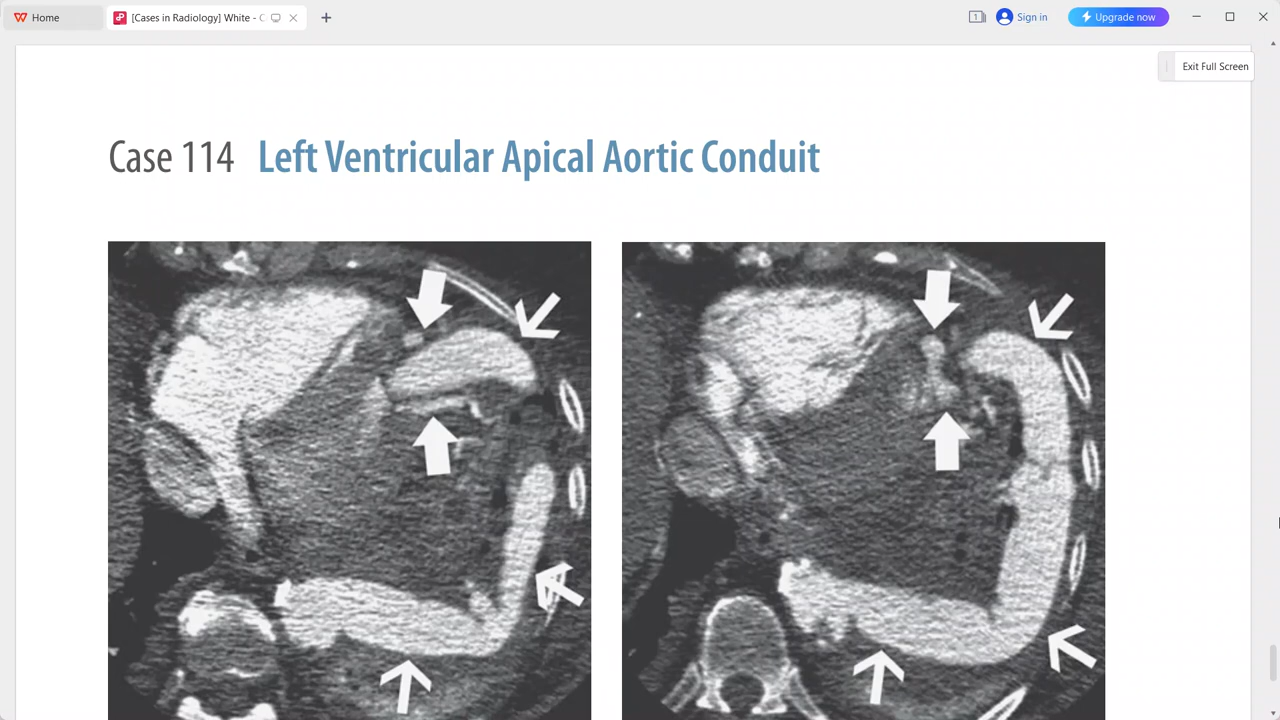 Home
[Cases in Radiology] White - C
1
Sign in
Upgrade now
Exit Full Screen
Case 114 Left Ventricular Apical Aortic Conduit